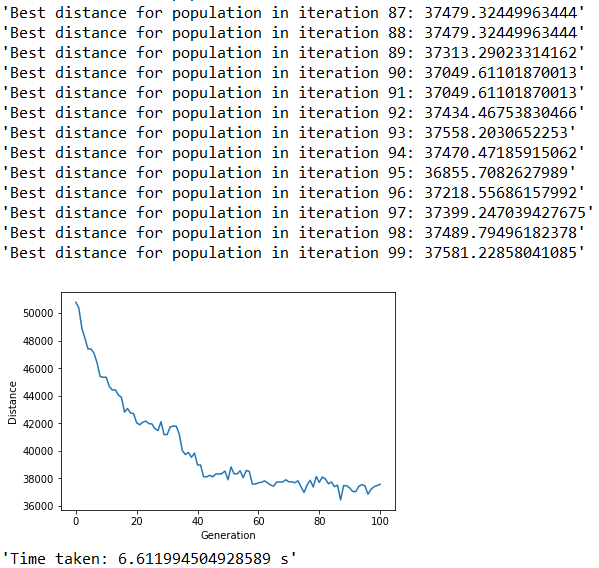 'Best distance for population in iteration 87: 37479.32449963444'
'Best distance for population in iteration 88: 37479.32449963444'
'Best distance for population in iteration 89: 37313.29023314162'
'Best distance for population in iteration 90: 37049.61101870013'
'Best distance for population in iteration 91: 37049.61101870013'
'Best distance for population in iteration 92: 37434.46753830466'
'Best distance for population in iteration 93: 37558.2030652253'
'Best distance for population in iteration 94: 37470.47185915062'
'Best distance for population in iteration 95: 36855.7082627989'
'Best distance for population in iteration 96: 37218.55686157992'
'Best distance for population in iteration 97: 37399.247039427675'
'Best distance for population in iteration 98: 37489.79496182378'
'Best distance for population in iteration 99: 37581.22858041085'
50000
48000
46000
44000
42000
40000
38000
36000
Distance
0 20 40 60 80 100
Generation
'Time taken: 6.611994504928589 s'